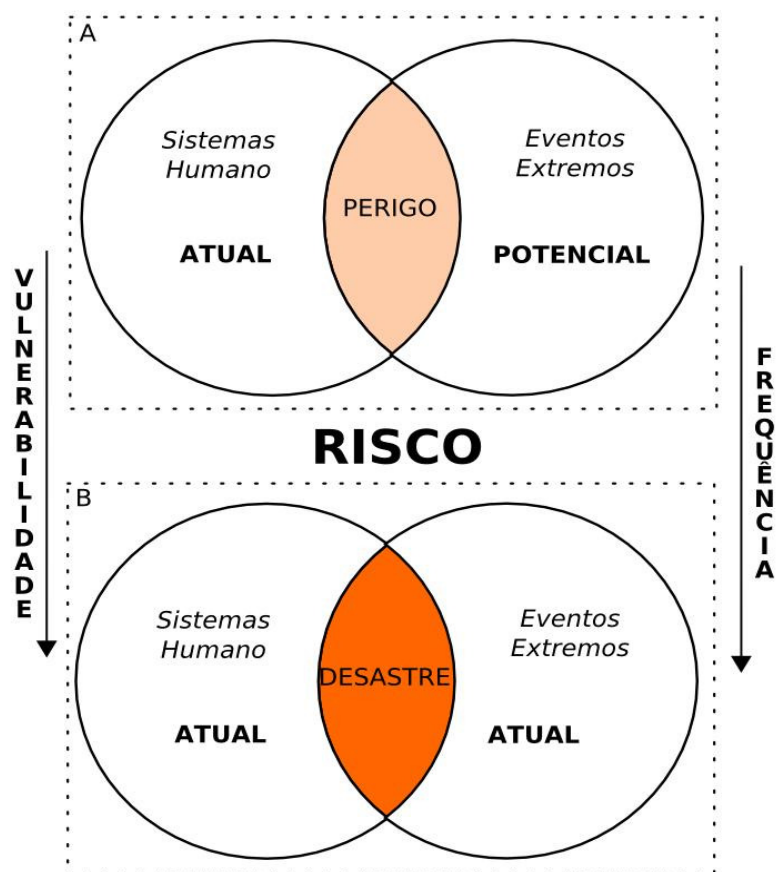 A
Sistemas
Humano
ATUAL
PERIGO
Eventos
Extremos
POTENCIAL
VULNERABILIDADE
FREQUÊNCIA
RISCO
B
Sistemas
Humano
ATUAL
DESASTRE
Eventos
Extremos
ATUAL